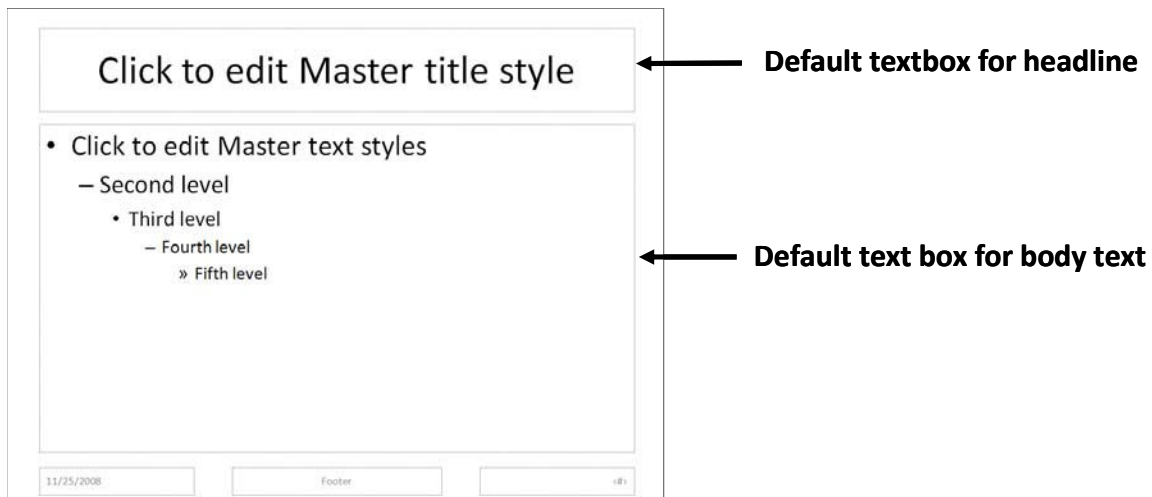 Click to edit Master title style
Default textbox for headline
• Click to edit Master text styles
– Second level
• Third level
– Fourth level
» Fifth level
Default text box for body text
11/25/2008 Footer ‹#›